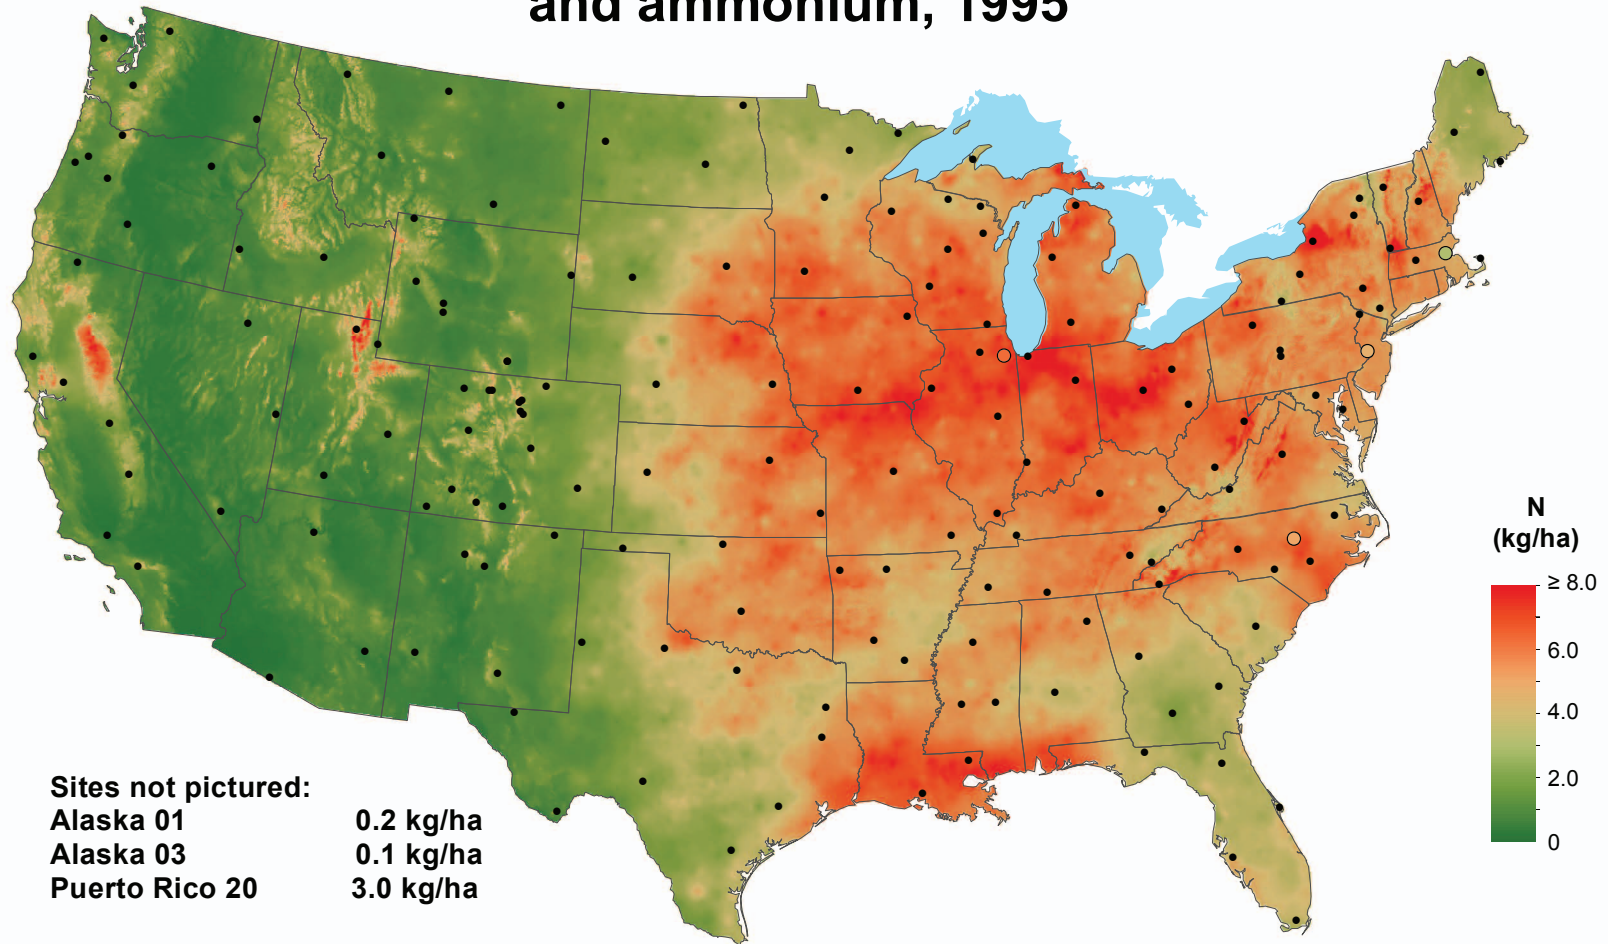 and ammonium, 1995
N
(kg/ha)
≥ 8.0
6.0
4.0
2.0
0
Sites not pictured:
Alaska 01 0.2 kg/ha
Alaska 03 0.1 kg/ha
Puerto Rico 20 3.0 kg/ha